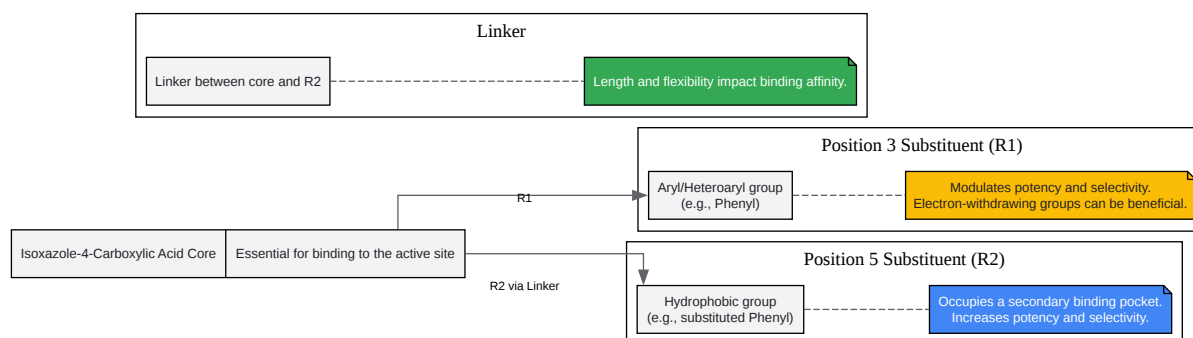 Linker
Linker between core and R2
Length and flexibility impact binding affinity.
Position 3 Substituent (R1)
Aryl/Heteroaryl group
(e.g., Phenyl)
Modulates potency and selectivity.
Electron-withdrawing groups can be beneficial.
R1
Isoxazole-4-Carboxylic Acid Core
Essential for binding to the active site
R2 via Linker
Position 5 Substituent (R2)
Hydrophobic group
(e.g., substituted Phenyl)
Occupies a secondary binding pocket.
Increases potency and selectivity.